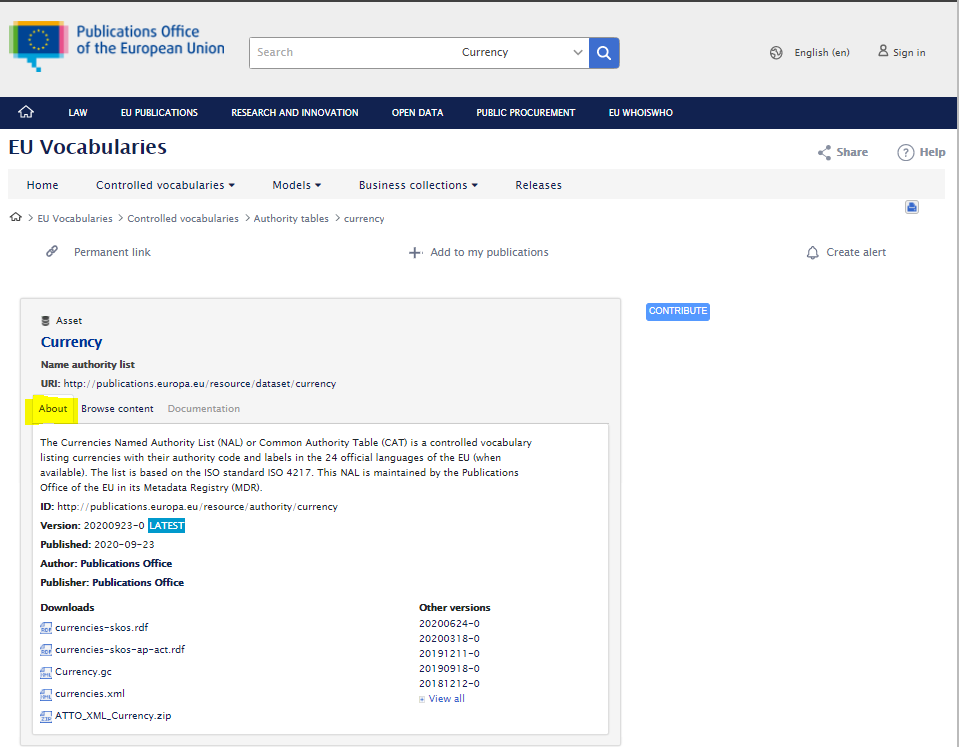 Publications Office
of the European Union
Search
Currency
English (en)
Sign in
LAW
EU PUBLICATIONS
RESEARCH AND INNOVATION
OPEN DATA
PUBLIC PROCUREMENT
EU WHOISWHO
EU Vocabularies
Share
? Help
Home
Controlled vocabularies
Models
Business collections
Releases
> EU Vocabularies > Controlled vocabularies > Authority tables > currency
Permanent link
Add to my publications
Create alert
Asset
CONTRIBUTE
Currency
Name authority list
URI: http://publications.europa.eu/resource/dataset/currency
About
Browse content
Documentation
The Currencies Named Authority List (NAL) or Common Authority Table (CAT) is a controlled vocabulary
listing currencies with their authority code and labels in the 24 official languages of the EU (when
available). The list is based on the ISO standard ISO 4217. This NAL is maintained by the Publications
Office of the EU in its Metadata Registry (MDR).
ID: http://publications.europa.eu/resource/authority/currency
Version: 20200923-0 LATEST
Published: 2020-09-23
Author: Publications Office
Publisher: Publications Office
Downloads
RDF currencies-skos.rdf
RDF currencies-skos-ap-act.rdf
XML Currency.gc
XML currencies.xml
ZIP ATTO_XML_Currency.zip
Other versions
20200624-0
20200318-0
20191211-0
20190918-0
20181212-0
View all